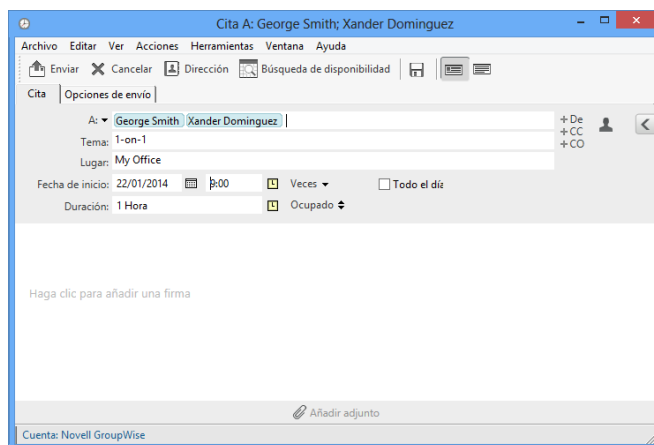 Cita A: George Smith; Xander Dominguez
Archivo Editar Ver Acciones Herramientas Ventana Ayuda
Enviar Cancelar Dirección Búsqueda de disponibilidad
Cita Opciones de envío
A: George Smith Xander Dominguez +De
+CC
+CO
Tema: 1-on-1
Lugar: My Office
Fecha de inicio: 22/01/2014 9:00 Veces Todo el día
Duración: 1 Hora Ocupado
Haga clic para añadir una firma
Añadir adjunto
Cuenta: Novell GroupWise